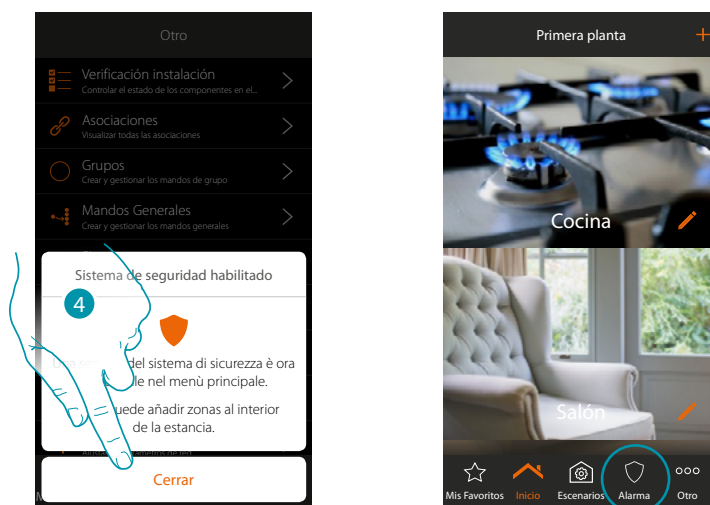 Otro
Verificación instalación
Controlar el estado de los componentes en el...
Asociaciones
Visualizar todas las asociaciones
Grupos
Crear y gestionar los mandos de grupo
Mandos Generales
Crear y gestionar los mandos generales
Sistema de seguridad habilitado
4
del sistema di sicurezza è ora
le nel menù principale.
uede añadir zonas al interior
de la estancia.
Cerrar
Primera planta
+
Cocina
Salón
Mis Favoritos
Inicio
Escenarios
Alarma
Otro